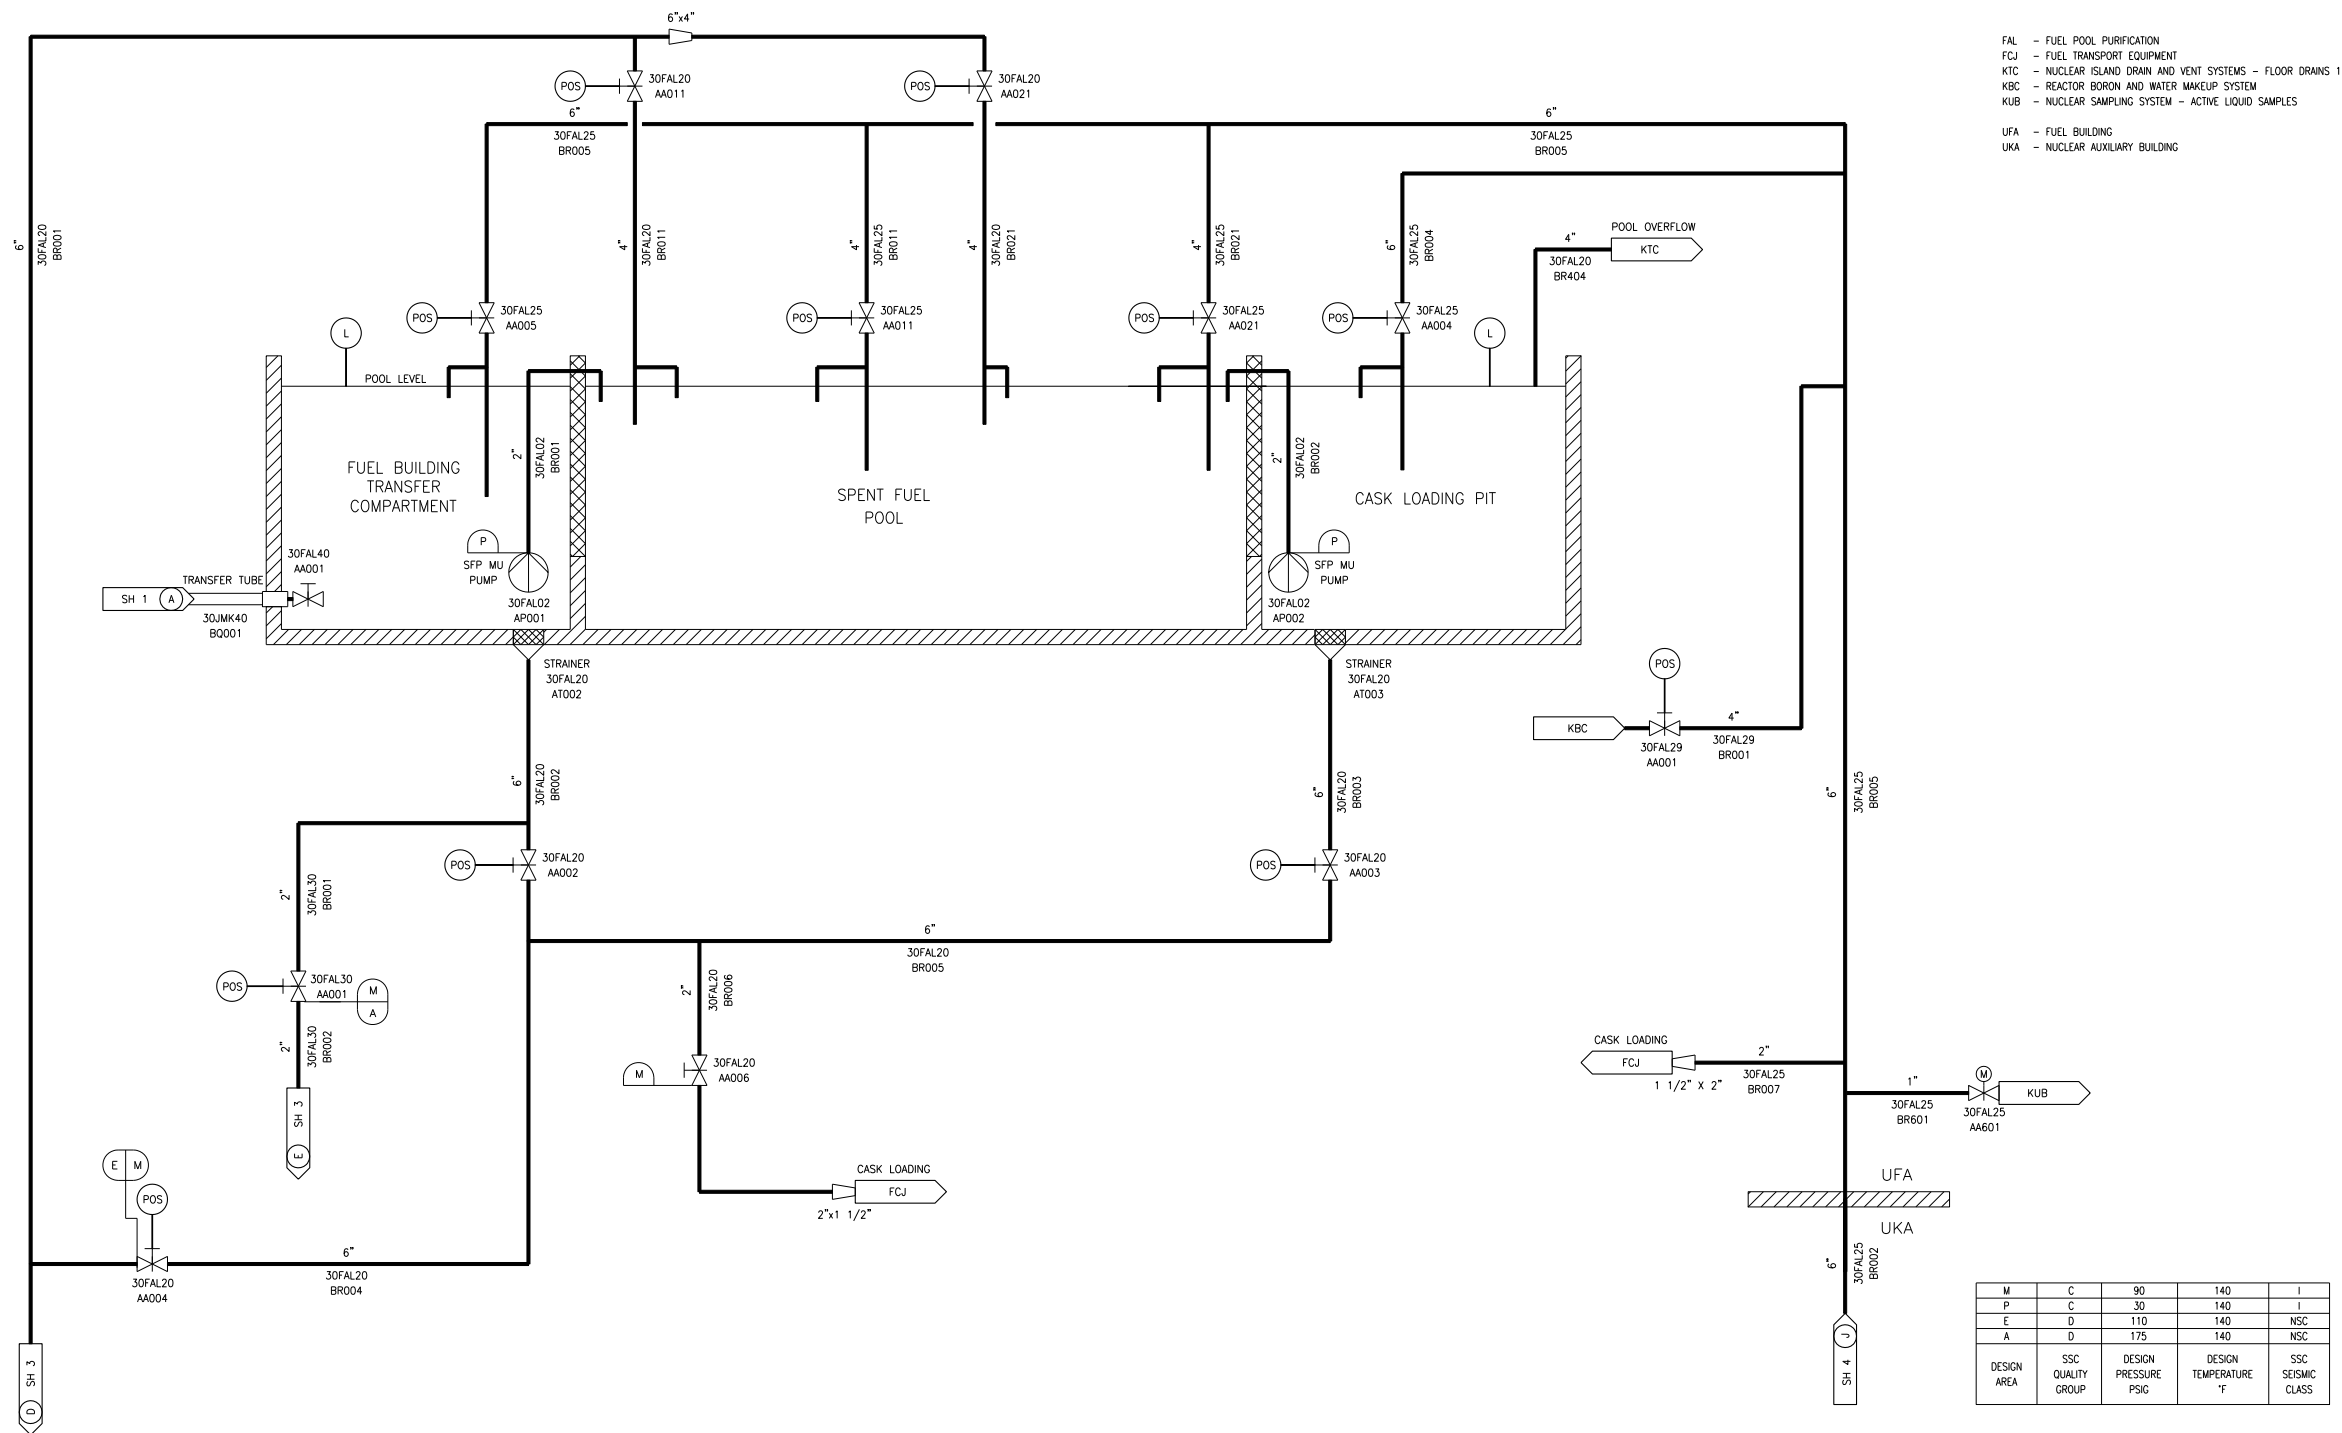 6"x4"
FAL - FUEL POOL PURIFICATION
FCJ - FUEL TRANSPORT EQUIPMENT
KTC - NUCLEAR ISLAND DRAIN AND VENT SYSTEMS - FLOOR DRAINS 1
KBC - REACTOR BORON AND WATER MAKEUP SYSTEM
KUB - NUCLEAR SAMPLING SYSTEM - ACTIVE LIQUID SAMPLES
UFA - FUEL BUILDING
UKA - NUCLEAR AUXILIARY BUILDING
POS
30FAL20
AA011
POS
30FAL20
AA021
6"
30FAL25
BR005
6"
30FAL25
BR005
6"
30FAL20
BR001
4"
30FAL20
BR011
4"
30FAL25
BR011
4"
30FAL20
BR021
4"
30FAL25
BR021
6"
30FAL25
BR004
POOL OVERFLOW
4"
KTC
30FAL20
BR404
POS
30FAL25
AA005
POS
30FAL25
AA011
POS
30FAL25
AA021
POS
30FAL25
AA004
L
L
POOL LEVEL
2"
30FAL02
BR001
2"
30FAL02
BR002
FUEL BUILDING
TRANSFER
COMPARTMENT
SPENT FUEL
POOL
CASK LOADING PIT
P
SFP MU
PUMP
30FAL02
AP001
P
SFP MU
PUMP
30FAL02
AP002
30FAL40
AA001
TRANSFER TUBE
SH 1
A
30JMK40
BQ001
STRAINER
30FAL20
AT002
STRAINER
30FAL20
AT003
POS
KBC
30FAL29
AA001
4"
30FAL29
BR001
6"
30FAL20
BR002
6"
30FAL20
BR003
6"
30FAL25
BR005
POS
30FAL20
AA002
POS
30FAL20
AA003
2"
30FAL30
BR001
6"
30FAL20
BR005
POS
30FAL30
AA001
M
A
2"
30FAL30
BR002
2"
30FAL20
BR006
M
30FAL20
AA006
SH 3
E
CASK LOADING
FCJ
1 1/2" X 2"
2"
30FAL25
BR007
1"
30FAL25
BR601
M
30FAL25
AA601
KUB
E
M
POS
CASK LOADING
FCJ
2"x1 1/2"
UFA
UKA
30FAL20
AA004
6"
30FAL20
BR004
6"
30FAL25
BR002
SH 3
D
J
SH 4
M C 90 140 I
P C 30 140 I
E D 110 140 NSC
A D 175 140 NSC
DESIGN
AREA
SSC
QUALITY
GROUP
DESIGN
PRESSURE
PSIG
DESIGN
TEMPERATURE
°F
SSC
SEISMIC
CLASS